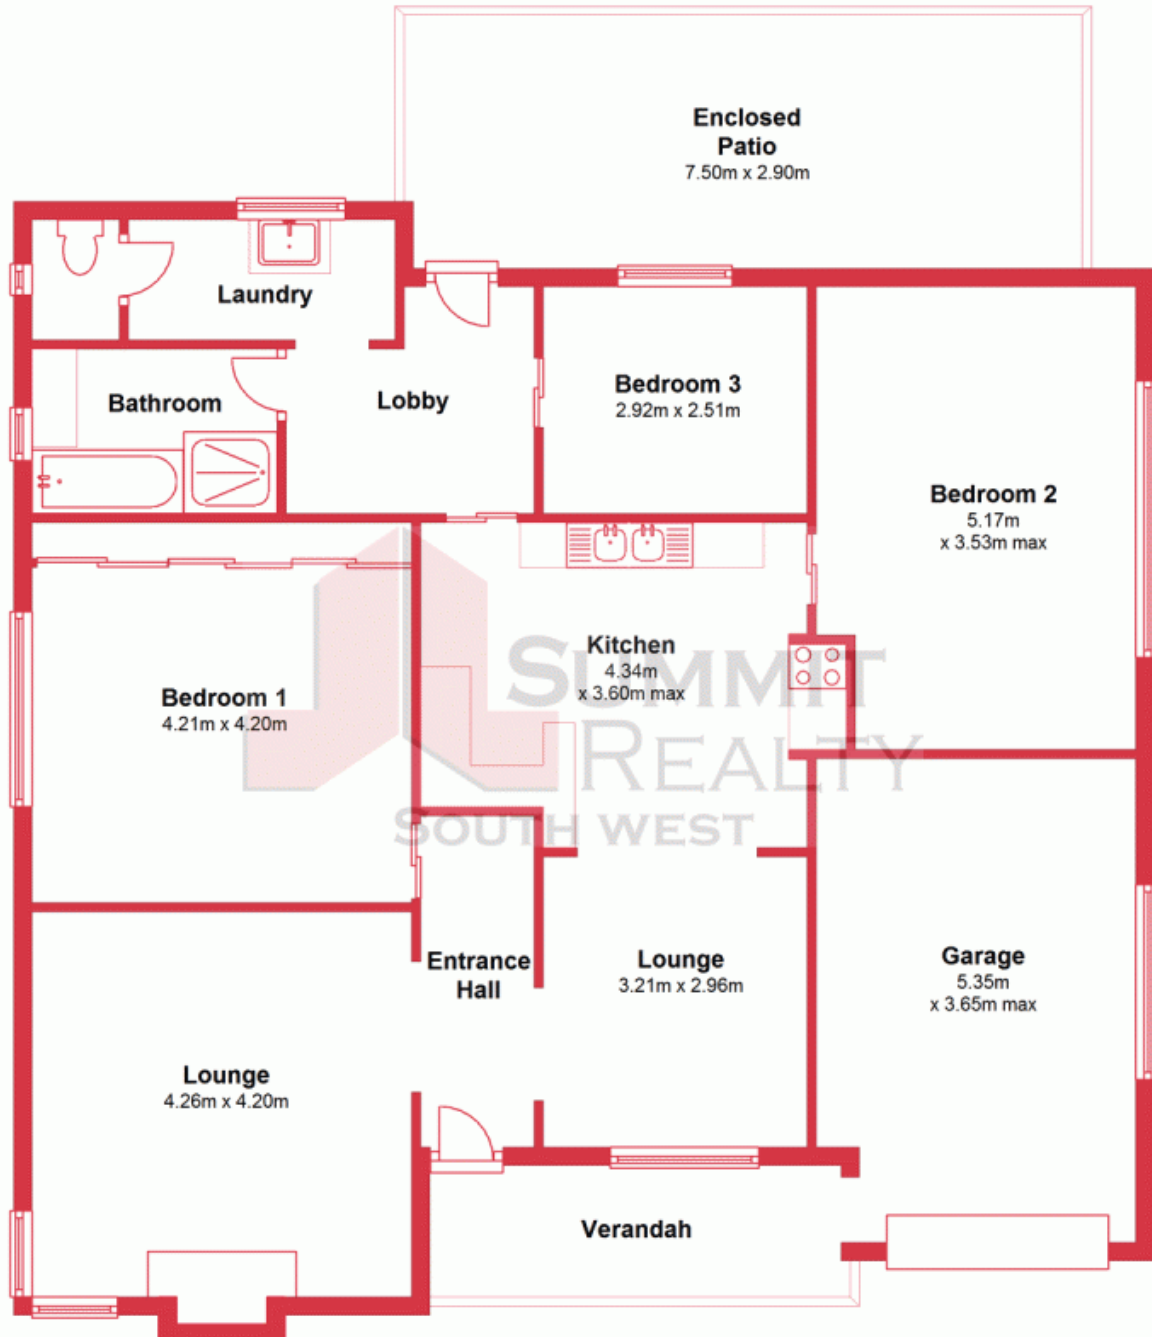 Enclosed
Patio
7.50m x 2.90m
Laundry
Bathroom
Lobby
Bedroom 3
2.92m x 2.51m
Bedroom 2
5.17m
x 3.53m max
Kitchen
4.34m
x 3.60m max
Bedroom 1
4.21m x 4.20m
SUMMIT
REALTY
SOUTH WEST
Entrance
Hall
Lounge
3.21m x 2.96m
Garage
5.35m
x 3.65m max
Lounge
4.26m x 4.20m
Verandah